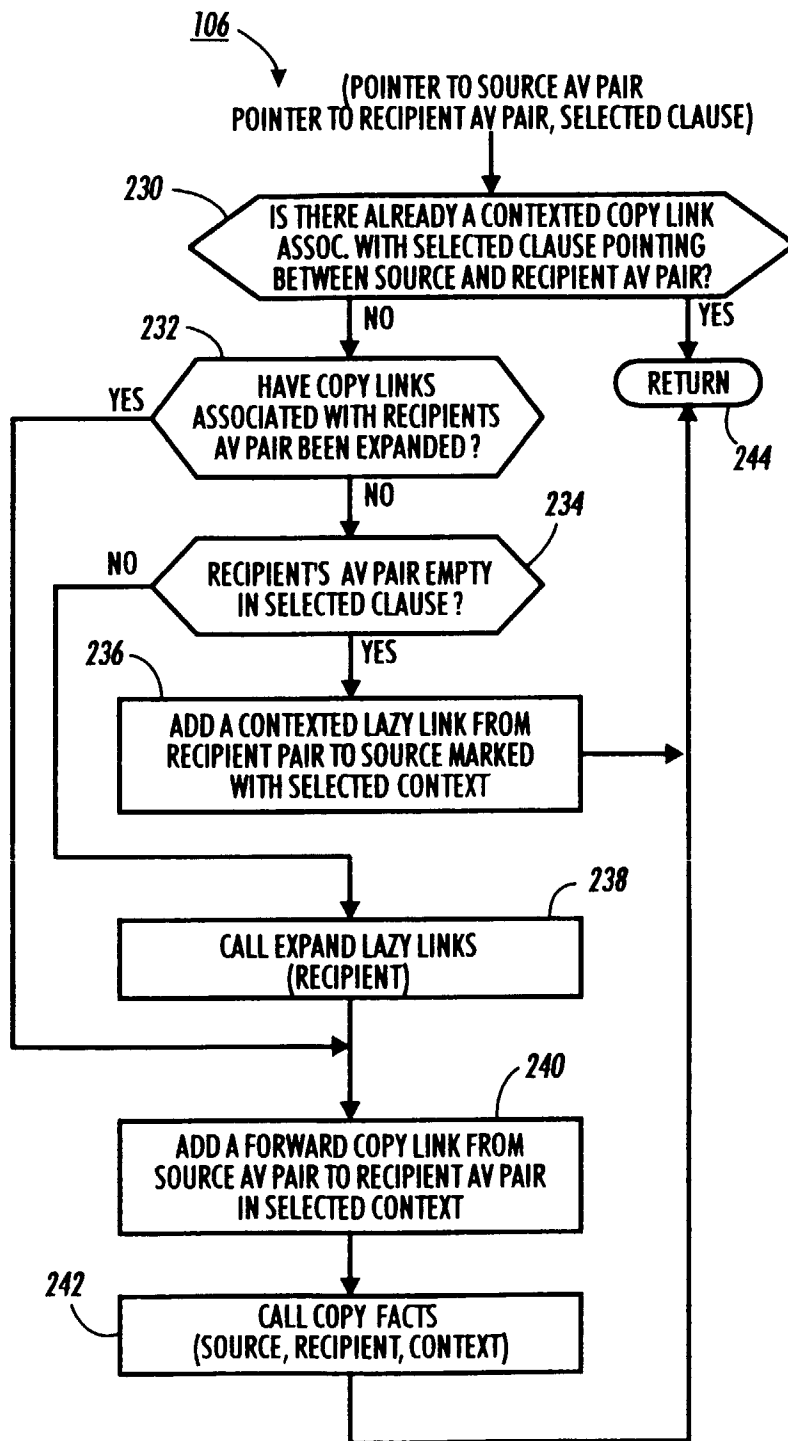 106
(POINTER TO SOURCE AV PAIR
POINTER TO RECIPIENT AV PAIR, SELECTED CLAUSE)
230
IS THERE ALREADY A CONTEXTED COPY LINK
ASSOC. WITH SELECTED CLAUSE POINTING
BETWEEN SOURCE AND RECIPIENT AV PAIR?
NO
YES
232
HAVE COPY LINKS
ASSOCIATED WITH RECIPIENTS
AV PAIR BEEN EXPANDED ?
YES
RETURN
244
NO
234
NO
RECIPIENT'S AV PAIR EMPTY
IN SELECTED CLAUSE ?
YES
236
ADD A CONTEXTED LAZY LINK FROM
RECIPIENT PAIR TO SOURCE MARKED
WITH SELECTED CONTEXT
238
CALL EXPAND LAZY LINKS
(RECIPIENT)
240
ADD A FORWARD COPY LINK FROM
SOURCE AV PAIR TO RECIPIENT AV PAIR
IN SELECTED CONTEXT
242
CALL COPY FACTS
(SOURCE, RECIPIENT, CONTEXT)